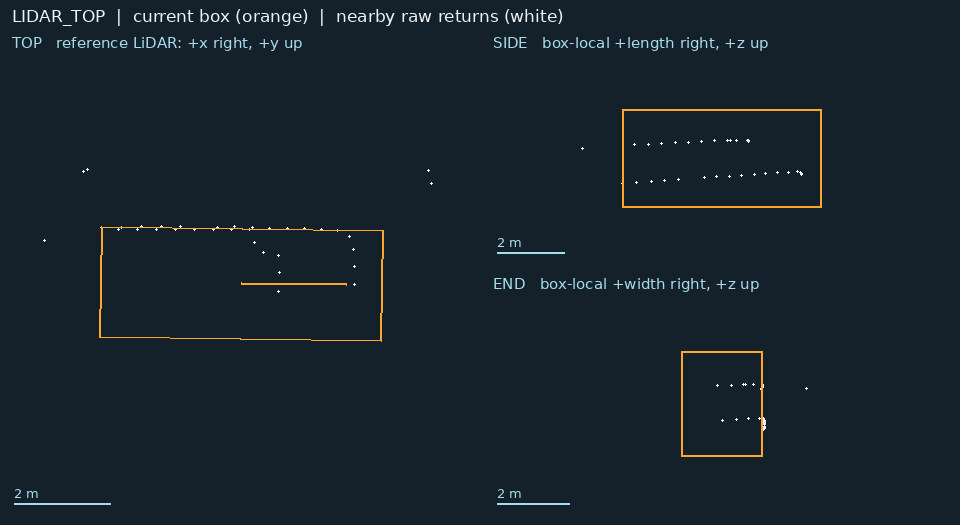 LIDAR_TOP | current box (orange) | nearby raw returns (white)
TOP reference LiDAR: +x right, +y up
SIDE box-local +length right, +z up
2 m
END box-local +width right, +z up
2 m
2 m